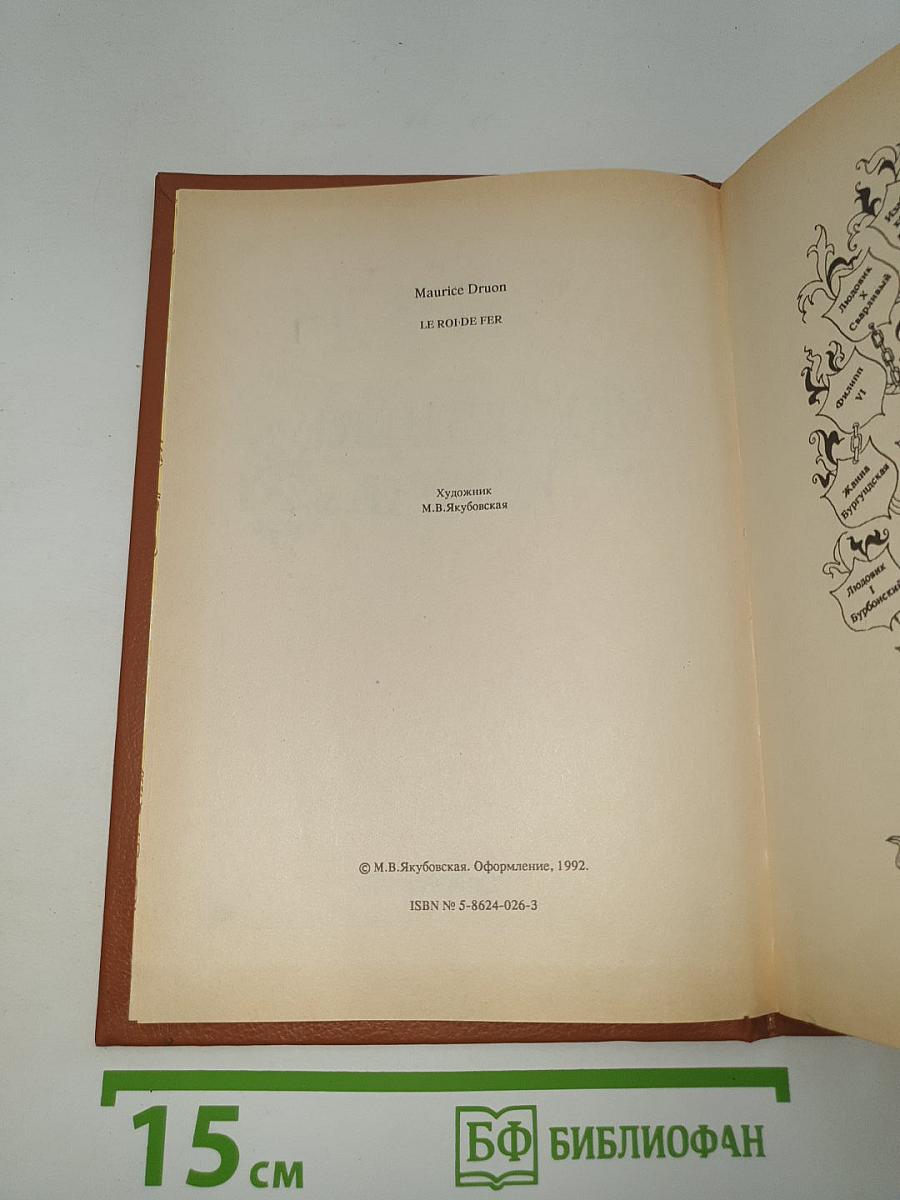 Maurice Druon
LE ROI DE FER
Художник
М.В.Якубовская
© М.В.Якубовская. Оформление, 1992.
ISBN № 5-8624-026-3
Людовик
X
Сварливый
Филипп
VI
Жанна
Бургундская
Людовик
I
Бурбонский
15 см
БФ БИБЛИОФАН